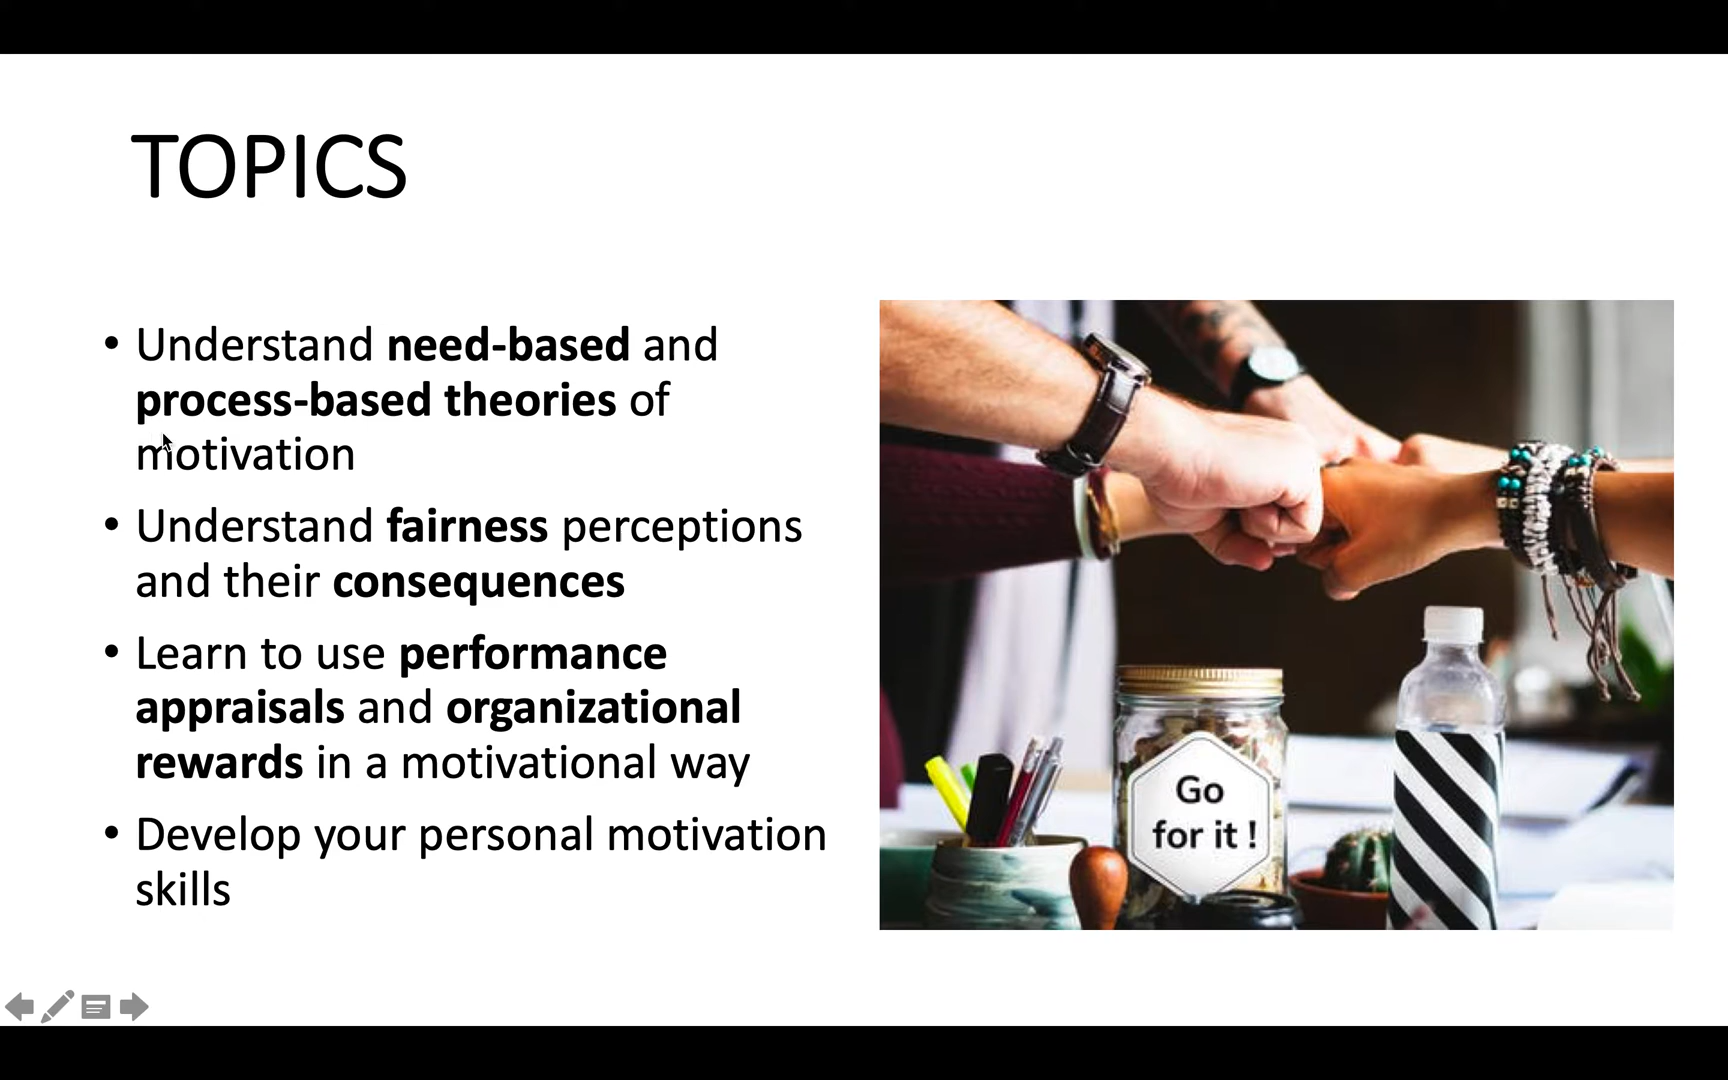 TOPICS
• Understand need-based and
process-based theories of
motivation
• Understand fairness perceptions
and their consequences
• Learn to use performance
appraisals and organizational
rewards in a motivational way
• Develop your personal motivation
skills
Go
for it !